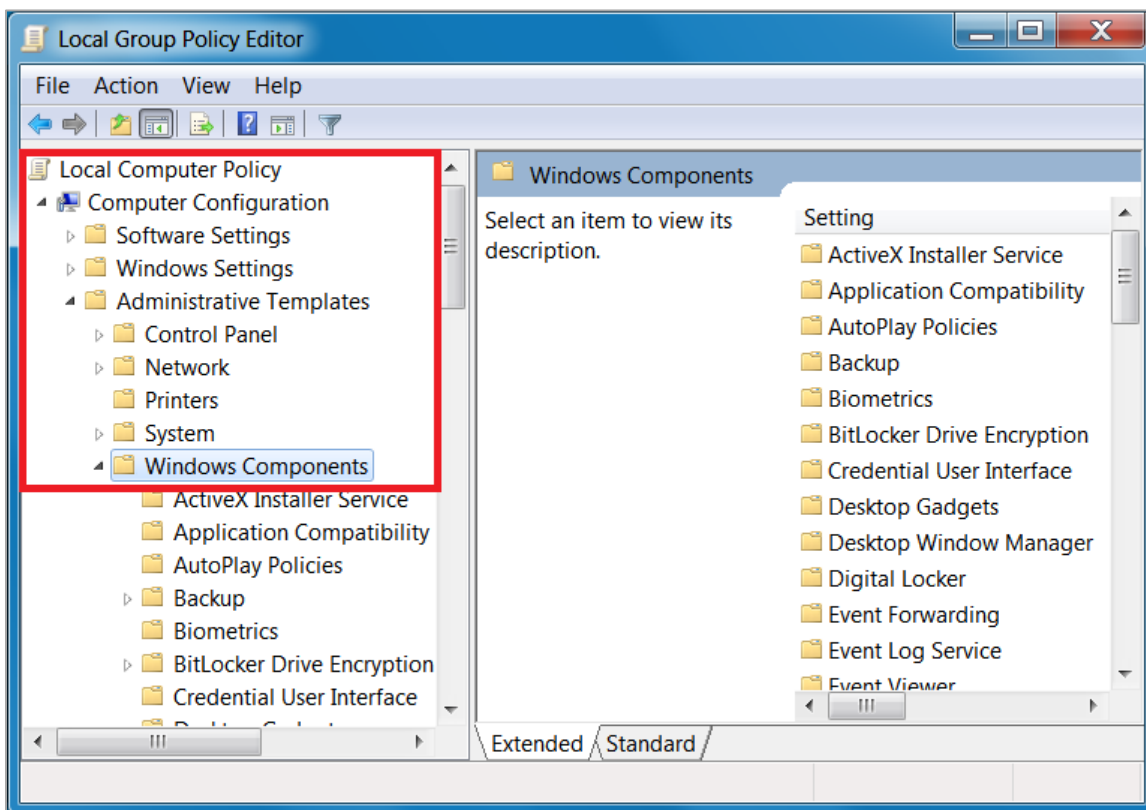 Local Group Policy Editor
File Action View Help
Local Computer Policy
Computer Configuration
Software Settings
Windows Settings
Administrative Templates
Control Panel
Network
Printers
System
Windows Components
ActiveX Installer Service
Application Compatibility
AutoPlay Policies
Backup
Biometrics
BitLocker Drive Encryption
Credential User Interface
Windows Components
Select an item to view its
description.
Setting
ActiveX Installer Service
Application Compatibility
AutoPlay Policies
Backup
Biometrics
BitLocker Drive Encryption
Credential User Interface
Desktop Gadgets
Desktop Window Manager
Digital Locker
Event Forwarding
Event Log Service
Event Viewer
Extended Standard